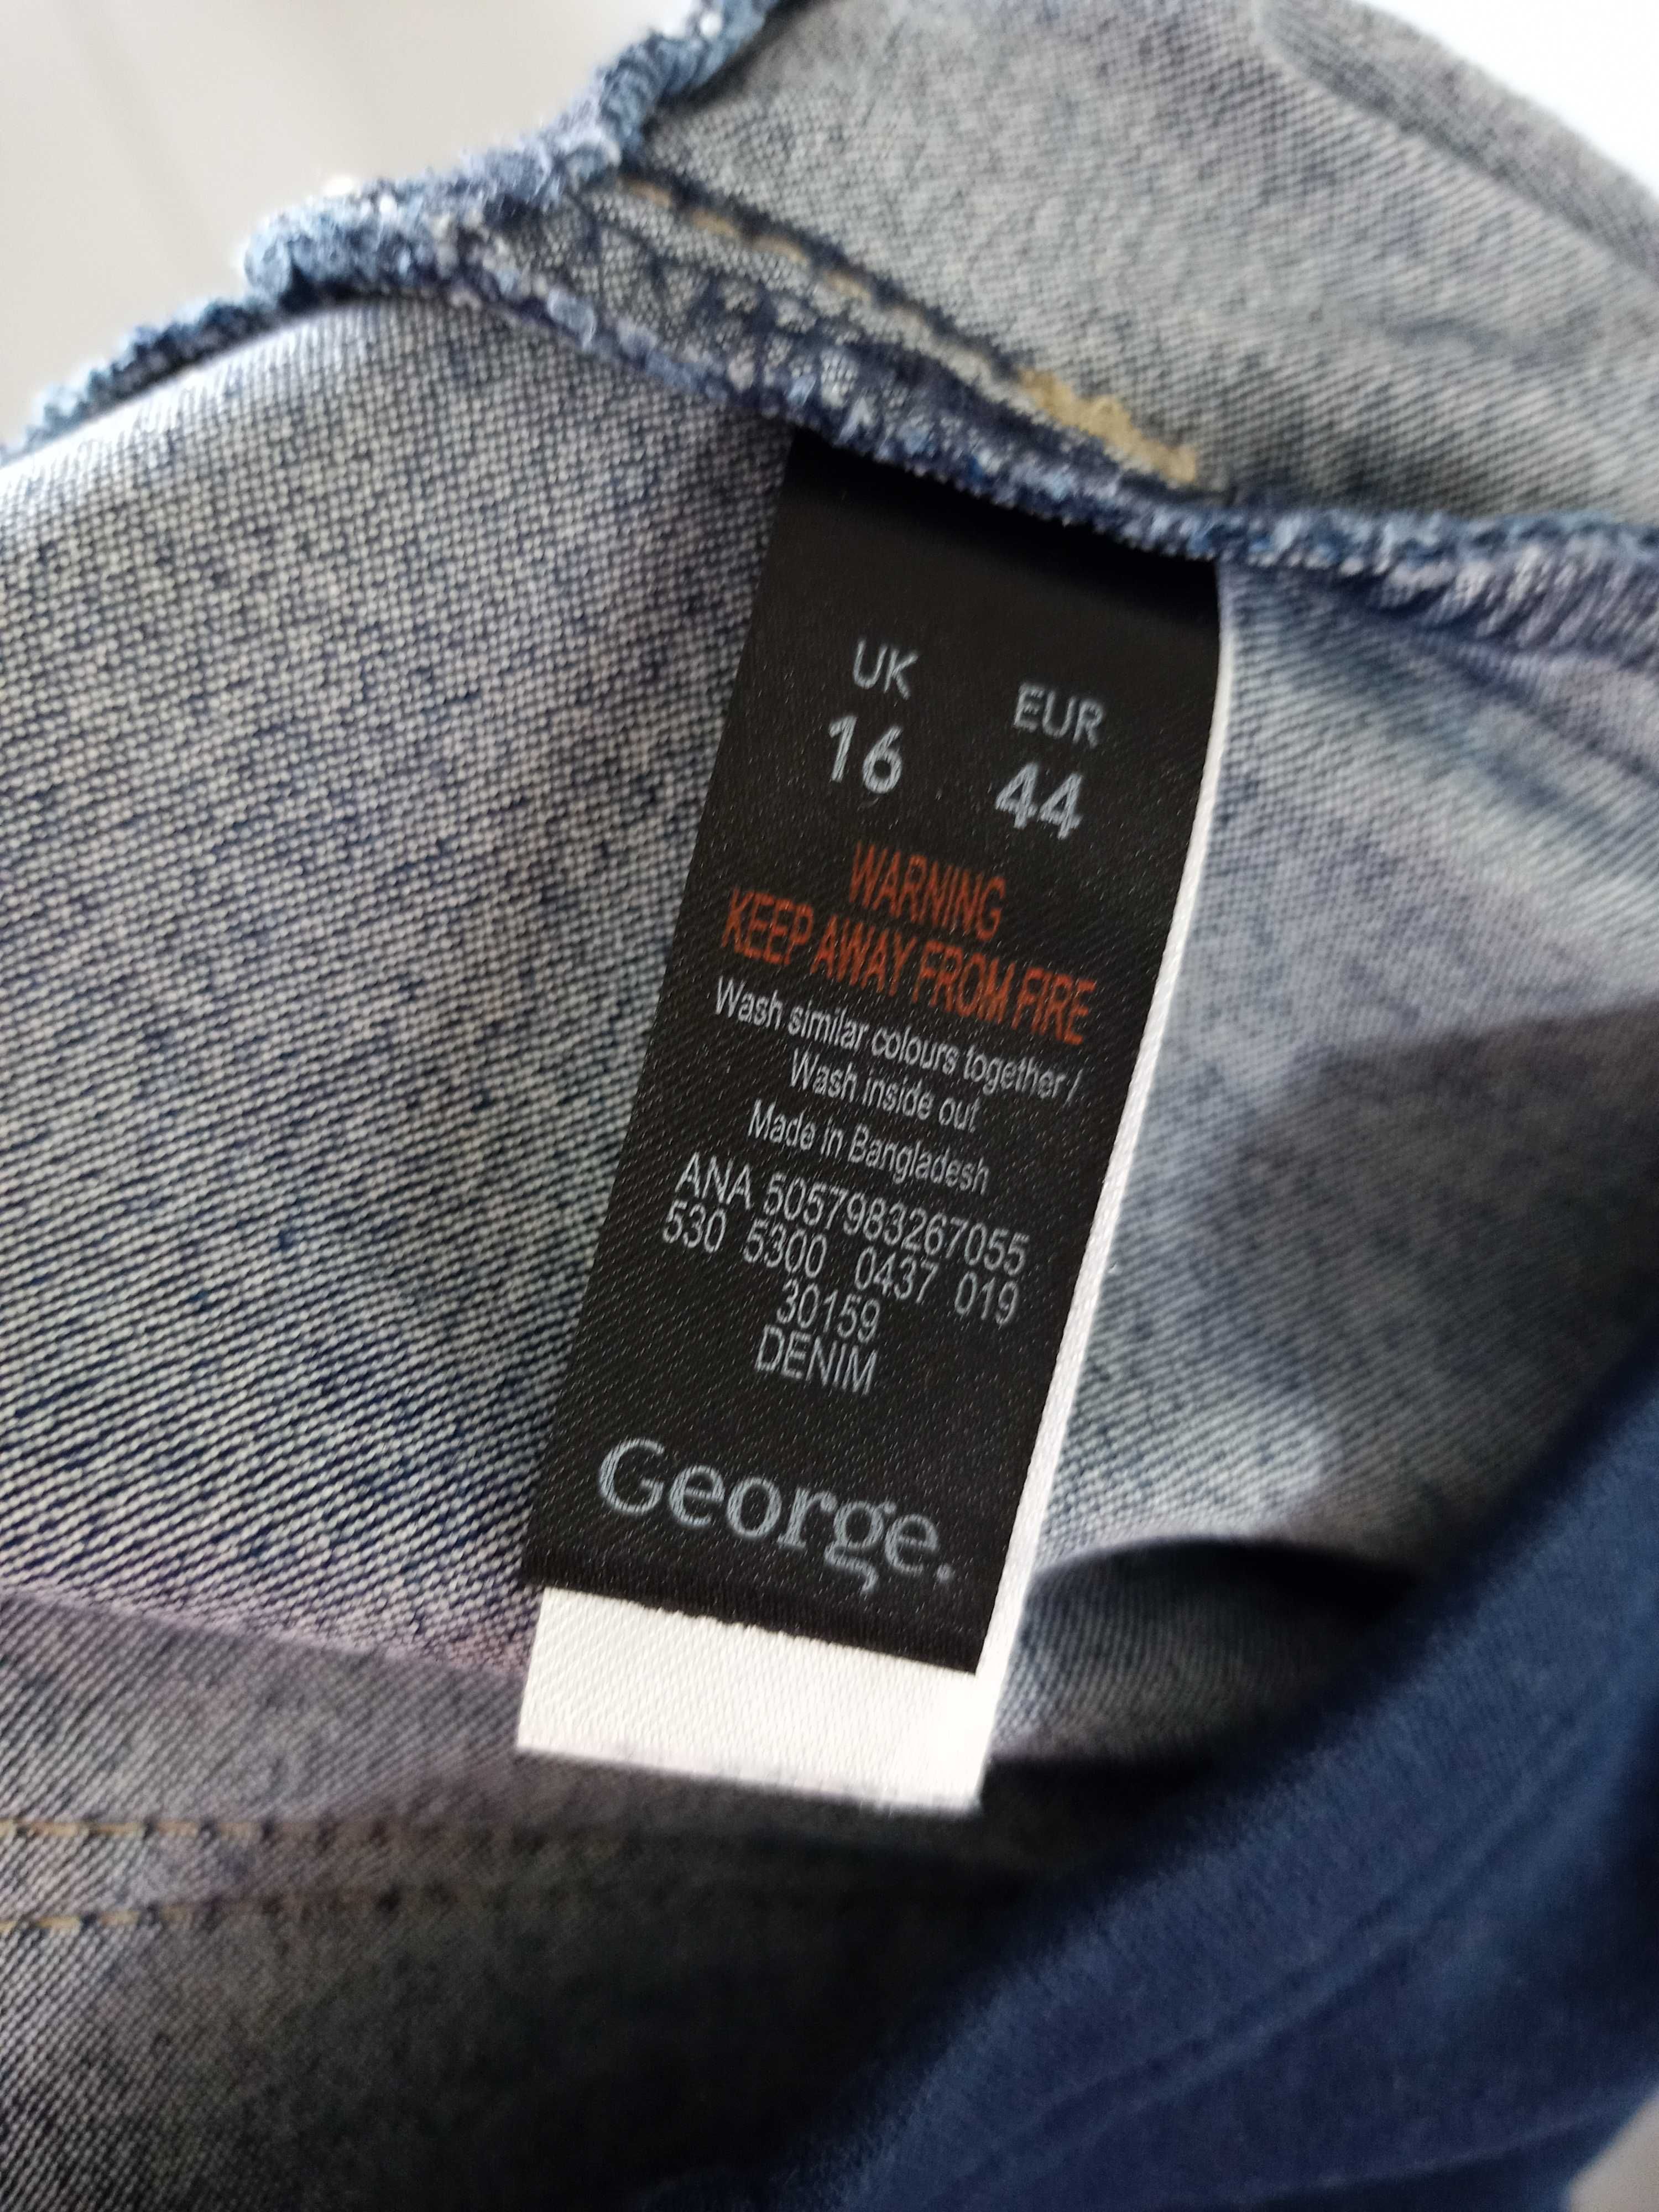 UK EUR
16 44
WARNING
KEEP AWAY FROM FIRE
Wash similar colours together /
Wash inside out
Made in Bangladesh
ANA 5057983267055
530 5300 0437 019
30159
DENIM
George.